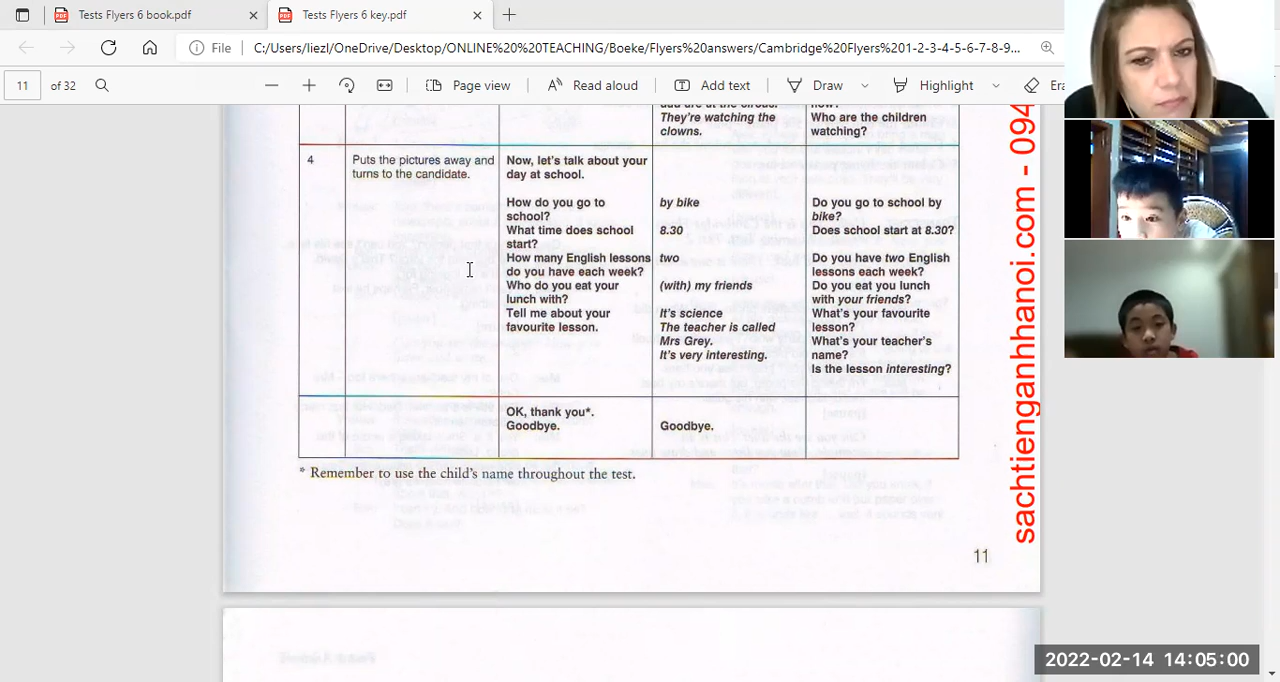 Tests Flyers 6 book.pdf
Tests Flyers 6 key.pdf
File
C:/Users/liezl/OneDrive/Desktop/ONLINE%20%20TEACHING/Boeke/Flyers%20answers/Cambridge%20Flyers%201-2-3-4-5-6-7-8-9...
11
of 32
Page view
Read aloud
Add text
Draw
Highlight
Era
dad are at the circus.
They're watching the
clowns.
now?
Who are the children
watching?
4
Puts the pictures away and
turns to the candidate.
Now, let's talk about your
day at school.
How do you go to
school?
What time does school
start?
How many English lessons
do you have each week?
Who do you eat your
lunch with?
Tell me about your
favourite lesson.
by bike
8.30
two
(with) my friends
It's science
The teacher is called
Mrs Grey.
It's very interesting.
Do you go to school by
bike?
Does school start at 8.30?
Do you have two English
lessons each week?
Do you eat you lunch
with your friends?
What's your favourite
lesson?
What's your teacher's
name?
Is the lesson interesting?
OK, thank you*.
Goodbye.
Goodbye.
* Remember to use the child's name throughout the test.
11
sachtienganhhanoi.com - 094
2022-02-14 14:05:00